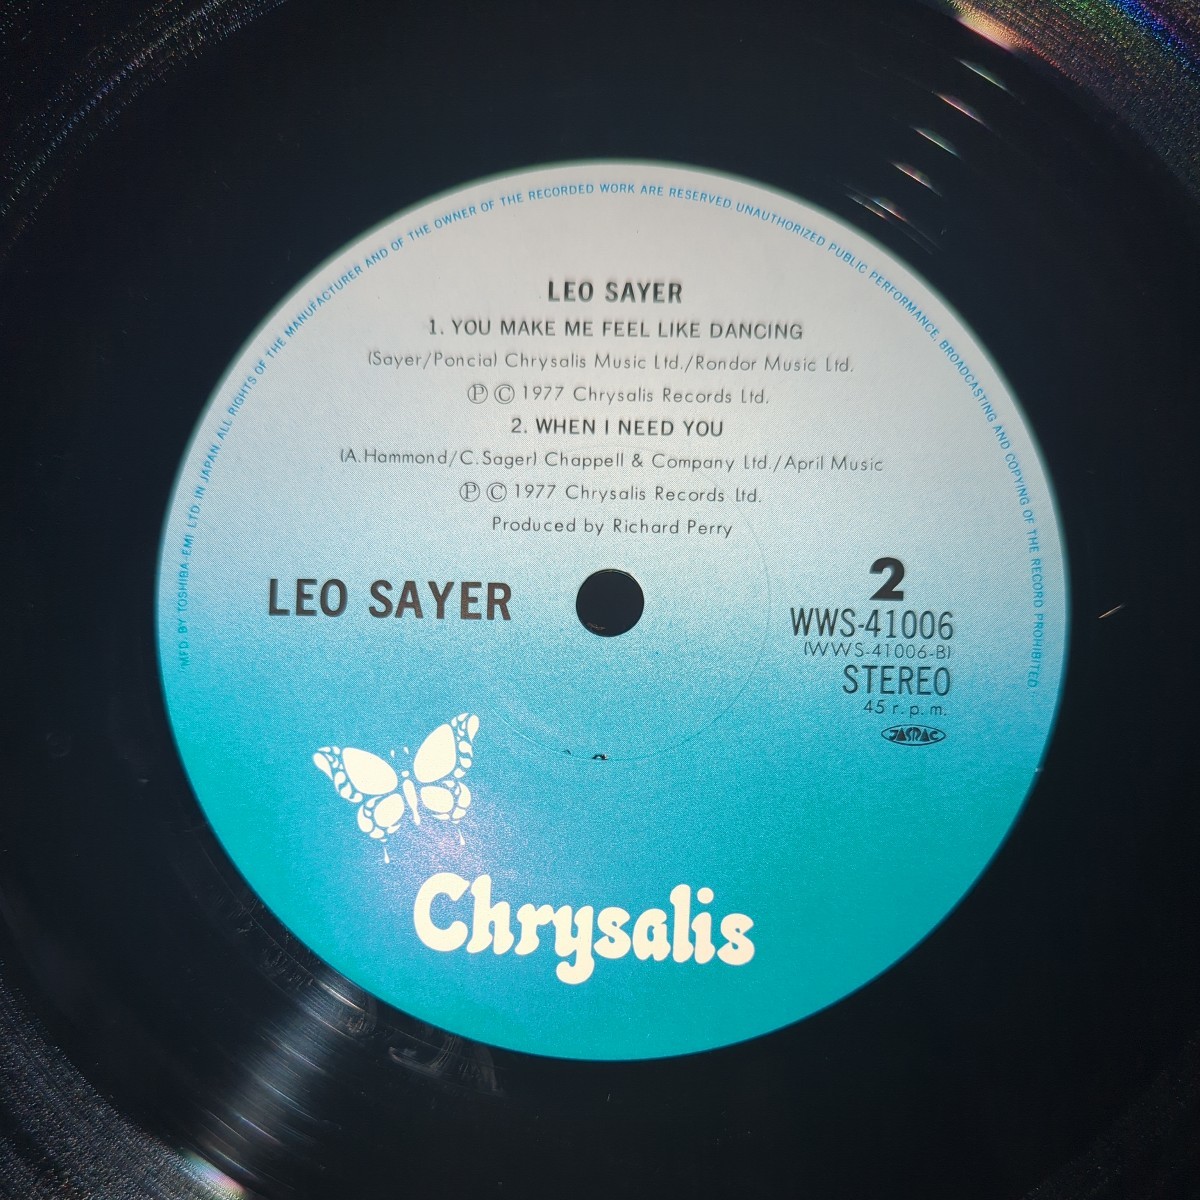 "MFD. BY TOSHIBA-EMI LTD. IN JAPAN. ALL RIGHTS OF THE MANUFACTURER AND OF THE OWNER OF THE RECORDED WORK ARE RESERVED UNAUTHORIZED PUBLIC PERFORMANCE, BROADCASTING AND COPYING OF THE RECORD PROHIBITED."
LEO SAYER
1. YOU MAKE ME FEEL LIKE DANCING
(Sayer/Poncia) Chrysalis Music Ltd./Rondor Music Ltd.
Ⓟ Ⓒ 1977 Chrysalis Records Ltd.
2. WHEN I NEED YOU
(A.Hammond/C.Sager) Chappell & Company Ltd./April Music
Ⓟ Ⓒ 1977 Chrysalis Records Ltd.
Produced by Richard Perry
LEO SAYER
2
WWS-41006
(WWS-41006-B)
STEREO
45 r.p.m.
JASRAC
Chrysalis